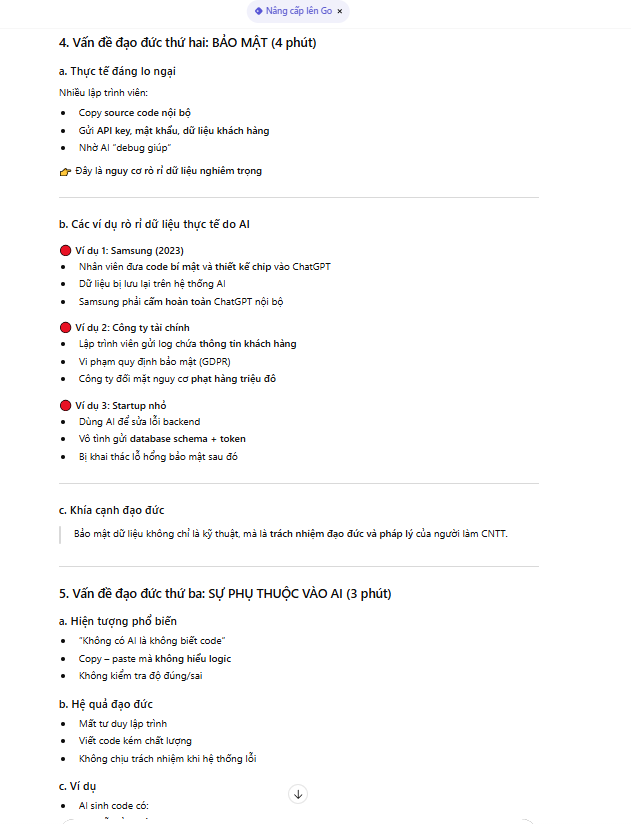 Nâng cấp lên Go ×
4. Vấn đề đạo đức thứ hai: BẢO MẬT (4 phút)
a. Thực tế đáng lo ngại
Nhiều lập trình viên:
• Copy source code nội bộ
• Gửi API key, mật khẩu, dữ liệu khách hàng
• Nhờ AI “debug giúp”
👉 Đây là nguy cơ rò rỉ dữ liệu nghiêm trọng
b. Các ví dụ rò rỉ dữ liệu thực tế do AI
🔴 Ví dụ 1: Samsung (2023)
• Nhân viên đưa code bí mật và thiết kế chip vào ChatGPT
• Dữ liệu bị lưu lại trên hệ thống AI
• Samsung phải cấm hoàn toàn ChatGPT nội bộ
🔴 Ví dụ 2: Công ty tài chính
• Lập trình viên gửi log chứa thông tin khách hàng
• Vi phạm quy định bảo mật (GDPR)
• Công ty đối mặt nguy cơ phạt hàng triệu đô
🔴 Ví dụ 3: Startup nhỏ
• Dùng AI để sửa lỗi backend
• Vô tình gửi database schema + token
• Bị khai thác lỗ hổng bảo mật sau đó
c. Khía cạnh đạo đức
Bảo mật dữ liệu không chỉ là kỹ thuật, mà là trách nhiệm đạo đức và pháp lý của người làm CNTT.
5. Vấn đề đạo đức thứ ba: SỰ PHỤ THUỘC VÀO AI (3 phút)
a. Hiện tượng phổ biến
• “Không có AI là không biết code”
• Copy – paste mà không hiểu logic
• Không kiểm tra độ đúng/sai
b. Hệ quả đạo đức
• Mất tư duy lập trình
• Viết code kém chất lượng
• Không chịu trách nhiệm khi hệ thống lỗi
c. Ví dụ
• AI sinh code có: